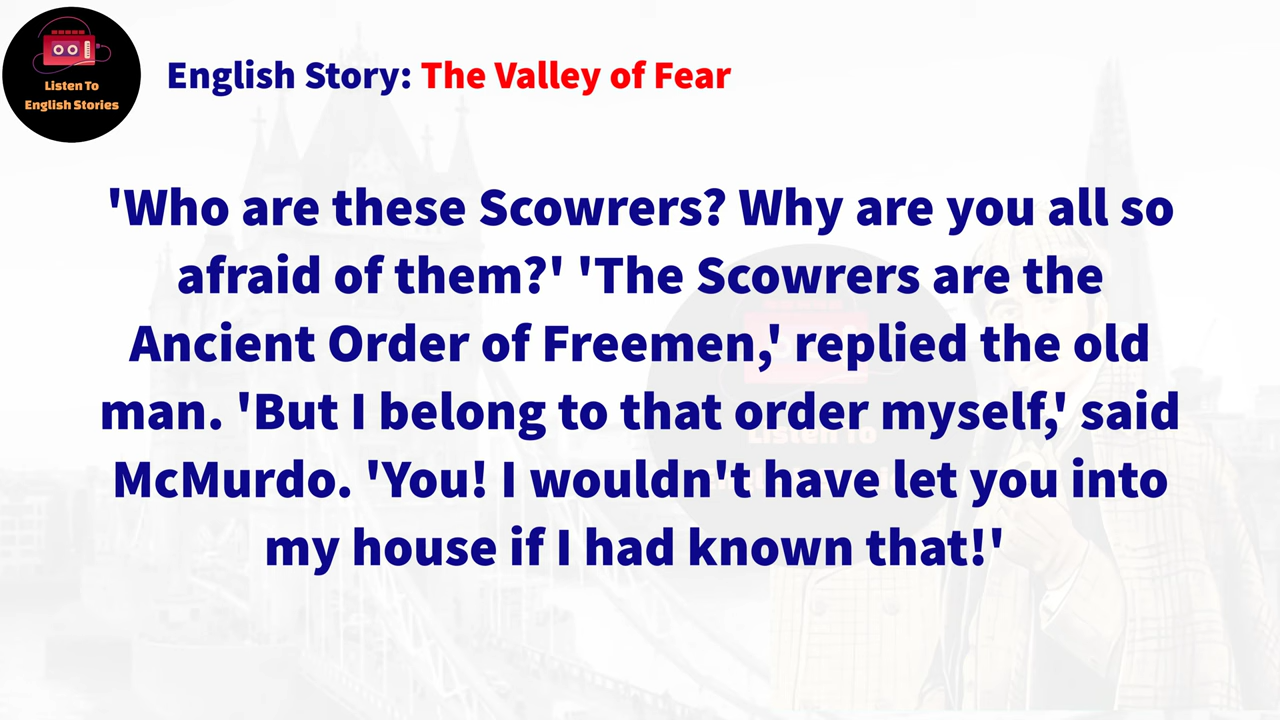 Listen To
English Stories
English Story: The Valley of Fear
'Who are these Scowrers? Why are you all so
afraid of them?' 'The Scowrers are the
Ancient Order of Freemen,' replied the old
man. 'But I belong to that order myself,' said
McMurdo. 'You! I wouldn't have let you into
my house if I had known that!'
Listen To